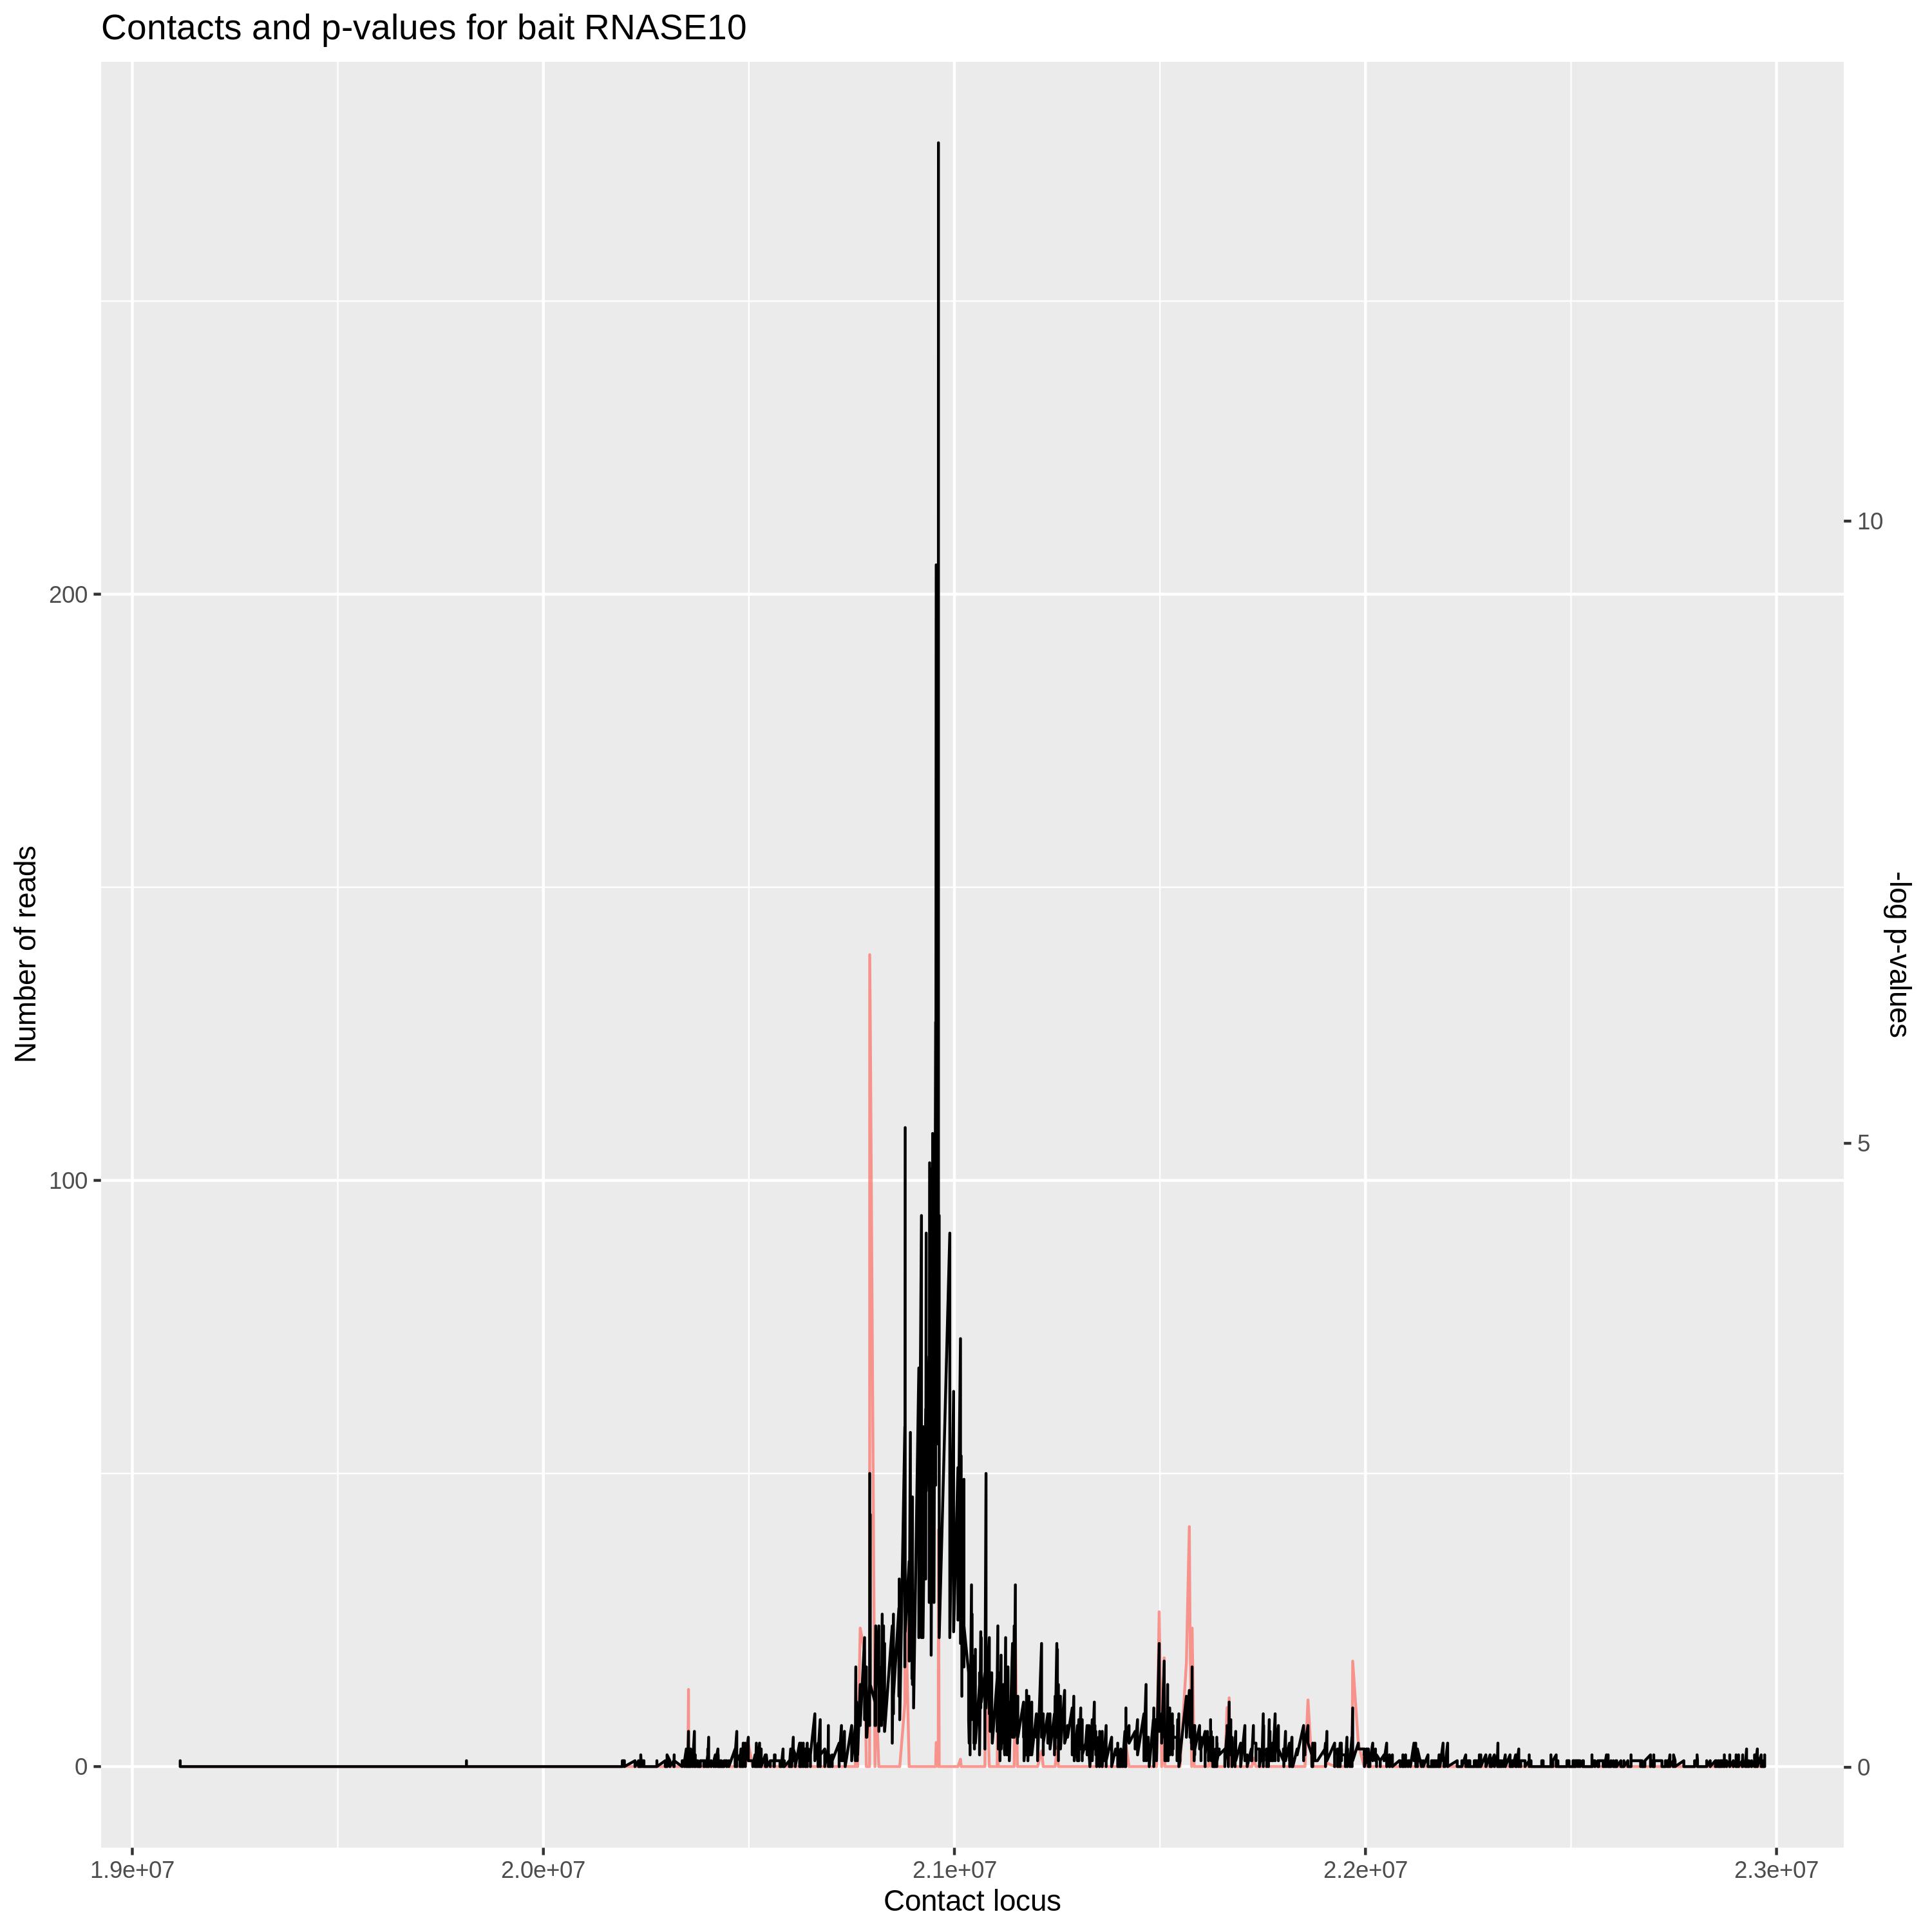 Contacts and p-values for bait RNASE10
Number of reads
200
100
0
10
5
0
-log p-values
1.9e+07 2.0e+07 2.1e+07 2.2e+07 2.3e+07
Contact locus